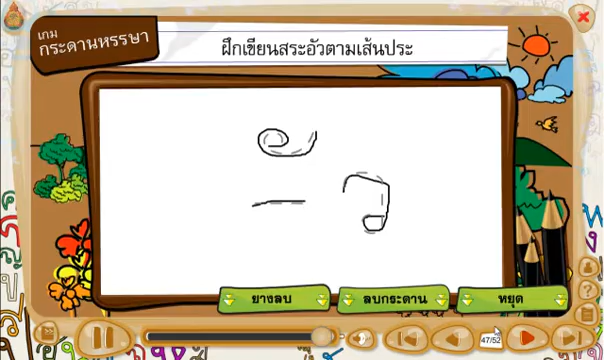 เกม
กระดานหรรษา
ฝึกเขียนสระอัวตามเส้นประ
-ัว
ยางลบ
ลบกระดาน
หยุด
47/52